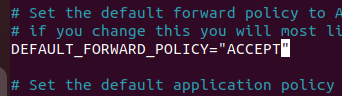 # Set the default forward policy to A
# if you change this you will most li
DEFAULT_FORWARD_POLICY="ACCEPT"
# Set the default application policy